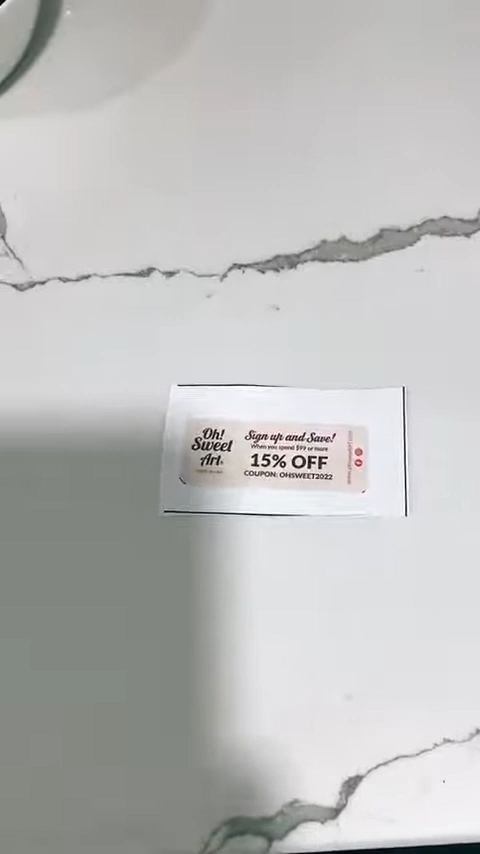 Oh!
Sweet
Art
Sign up and Save!
When you spend $99 or more
15% OFF
COUPON: OHSWEET2022